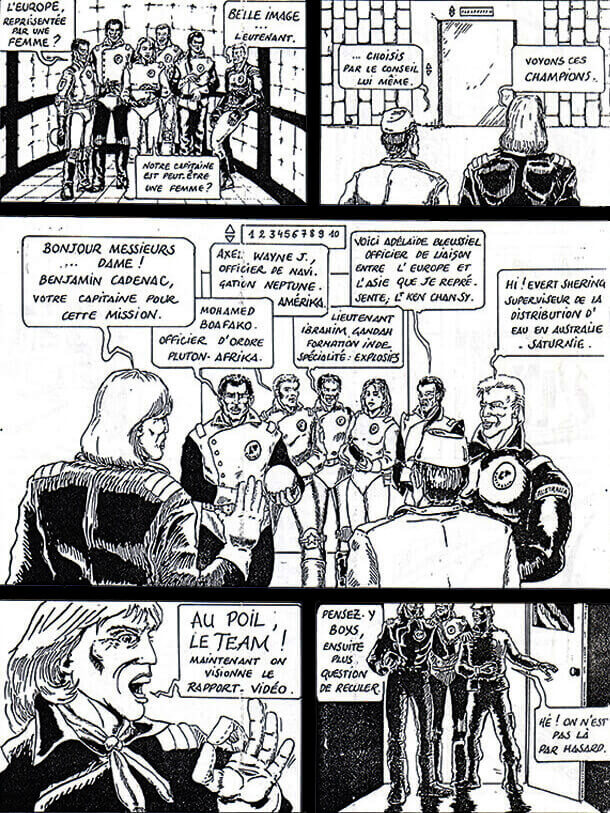 L'EUROPE,
REPRÉSENTÉE
PAR UNE
FEMME?
BELLE IMAGE
... LIEUTENANT.
NOTRE CAPITAINE
EST PEUT-ÊTRE
UNE FEMME?
... CHOISIS
PAR LE CONSEIL
LUI MÊME.
VOYONS CES
CHAMPIONS.
1 2 3 4 5 6 7 8 9 10
BONJOUR MESSIEURS
.... DAME!
BENJAMIN CADENAC,
VOTRE CAPITAINE POUR
CETTE MISSION.
MOHAMED
BOAFAKO.
OFFICIER D'ORDRE
PLUTON-AFRIKA.
AXEL WAYNE J.,
OFFICIER DE NAVI-
GATION NEPTUNE.
AMÉRIKA.
LIEUTENANT
IBRAHIM GANDAH
FORMATION INDE.
SPÉCIALITÉ: EXPLOSIFS
VOICI ADÉLAÏDE BLEUSSIEL
OFFICIER DE LIAISON
ENTRE L'EUROPE ET
L'ASIE QUE JE REPRÉ-
SENTE; LT KEN CHANSY.
HI! EVERT SHERING
SUPERVISEUR DE LA
DISTRIBUTION D'
EAU EN AUSTRALIE
-SATURNIE.
AUSTRALIA
AU POIL,
LE TEAM!
MAINTENANT ON
VISIONNE LE
RAPPORT-VIDÉO.
PENSEZ-Y
BOYS,
ENSUITE
PLUS
QUESTION
DE RECULER
HÉ! ON N'EST
PAS LÀ
PAR HASARD.